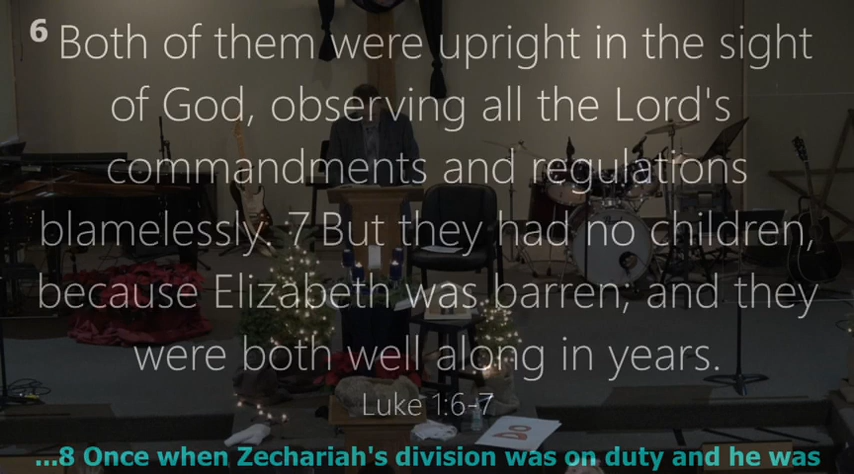 6 Both of them were upright in the sight
of God, observing all the Lord's
commandments and regulations
blamelessly. 7 But they had no children,
because Elizabeth was barren; and they
were both well along in years.
Luke 1:6-7
DO
...8 Once when Zechariah's division was on duty and he was